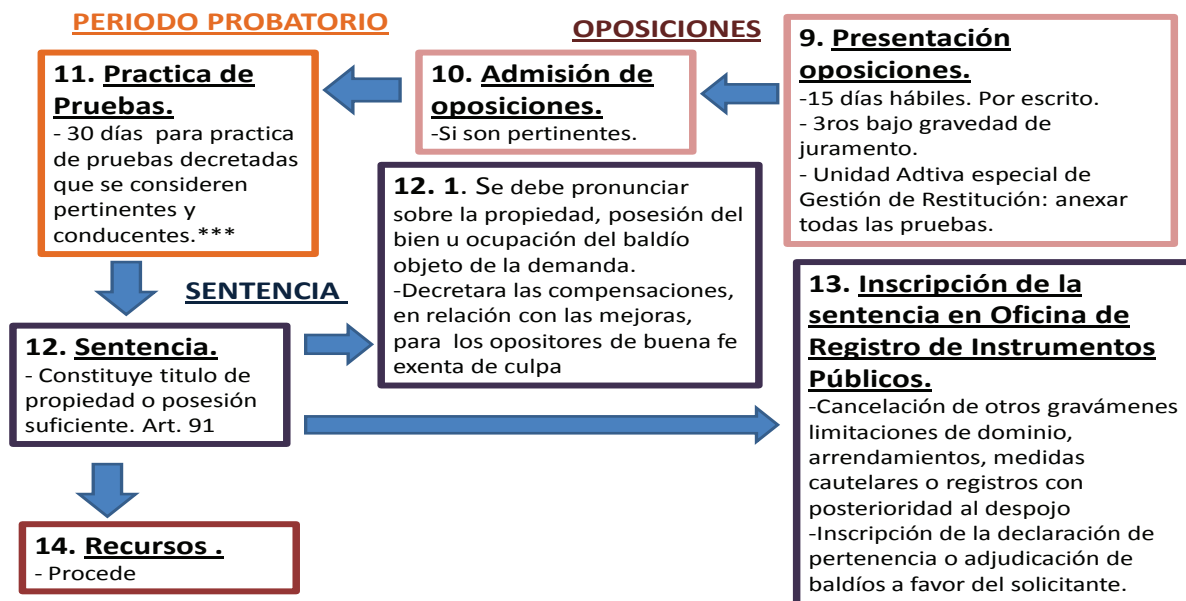 PERIODO PROBATORIO
OPOSICIONES
9. Presentación
oposiciones.
-15 días hábiles. Por escrito.
- 3ros bajo gravedad de
juramento.
- Unidad Adtiva especial de
Gestión de Restitución: anexar
todas las pruebas.
10. Admisión de
oposiciones.
-Si son pertinentes.
11. Practica de
Pruebas.
- 30 días para practica
de pruebas decretadas
que se consideren
pertinentes y
conducentes.***
SENTENCIA
12. Sentencia.
- Constituye titulo de
propiedad o posesión
suficiente. Art. 91
12. 1. Se debe pronunciar
sobre la propiedad, posesión del
bien u ocupación del baldío
objeto de la demanda.
-Decretara las compensaciones,
en relación con las mejoras,
para los opositores de buena fe
exenta de culpa
13. Inscripción de la
sentencia en Oficina de
Registro de Instrumentos
Públicos.
-Cancelación de otros gravámenes
limitaciones de dominio,
arrendamientos, medidas
cautelares o registros con
posterioridad al despojo
-Inscripción de la declaración de
pertenencia o adjudicación de
baldíos a favor del solicitante.
14. Recursos .
- Procede